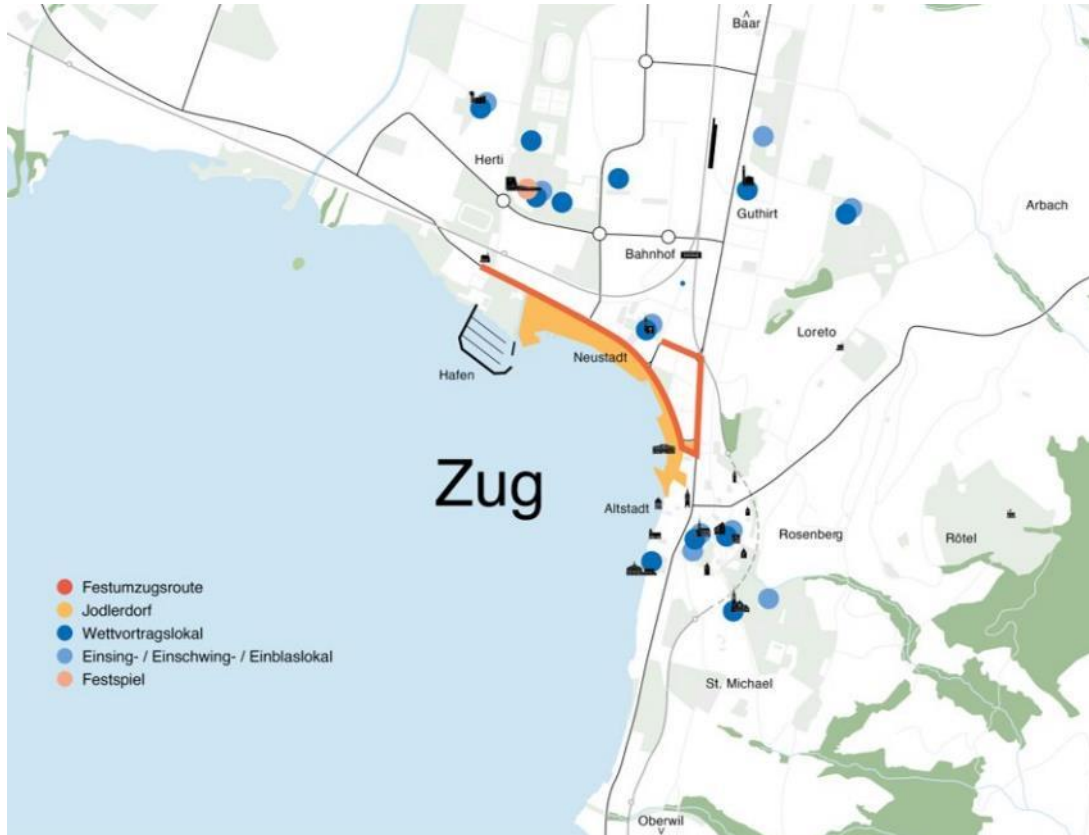 Baar
Herti
Guthirt
Arbach
Bahnhof
Loreto
Neustadt
Hafen
Zug
Altstadt
Rosenberg
Rötel
Festumzugsroute
Jodlerdorf
Wettvortragslokal
Einsing- / Einschwing- / Einblaslokal
Festspiel
St. Michael
Oberwil